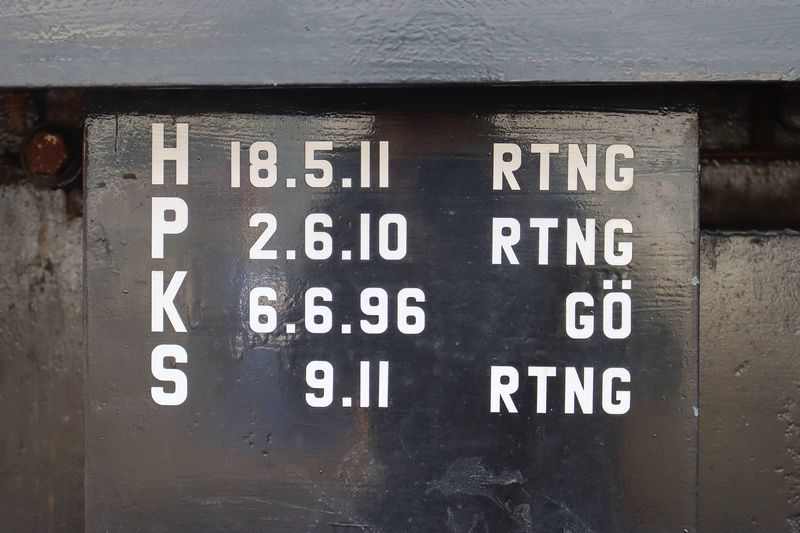 H 18.5.11 RTNG
P 2.6.10 RTNG
K 6.6.96 GÖ
S 9.11 RTNG